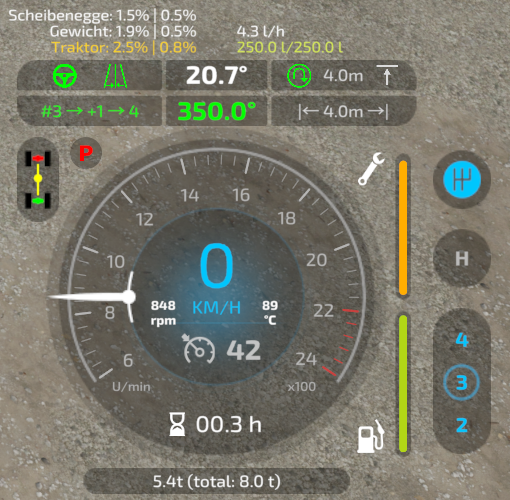 Scheibenegge: 1.5% | 0.5%
Gewicht: 1.9% | 0.5% 4.3 l/h
Traktor: 2.5% | 0.8% 250.0 l/250.0 l
20.7° 4.0m
#3 → +1 → 4 350.0° |← 4.0m →|
P
14 16
12 18
10 20
8 22
6 24
0
KM/H
848 rpm
89 °C
42
U/min x100
00.3 h
H
4
3
2
5.4t (total: 8.0 t)